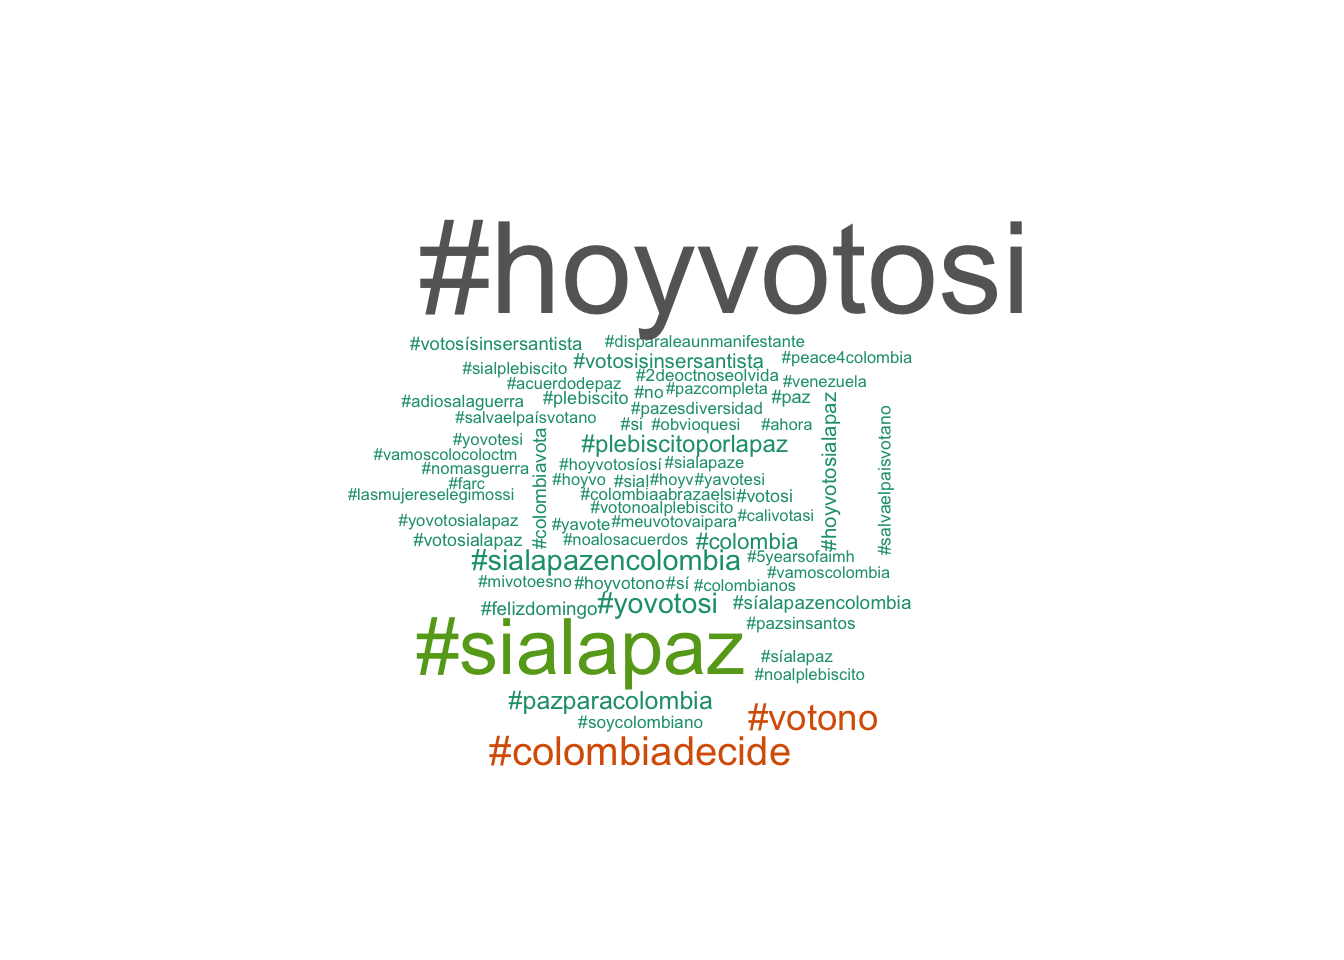 #hoyvotosi
#votosísinsersantista
#disparaleaunmanifestante
#votosisinsersantista
#peace4colombia
#sialplebiscito
#2deoctnoseolvida
#venezuela
#acuerdodepaz
#no
#pazcompleta
#adiosalaguerra
#plebiscito
#paz
#pazesdiversidad
#salvaelpaísvotano
#si
#obvioquesi
#ahora
#hoyvotosialapaz
#salvaelpaisvotano
#colombiavota
#yovotesi
#plebiscitoporlapaz
#vamoscolocoloctm
#nomasguerra
#hoyvotosíosí
#sialapaze
#farc
#hoyvo
#sial
#hoyv
#yavotesi
#lasmujereselegimossi
#colombiaabrazaelsi
#votosi
#votonoalplebiscito
#yovotosialapaz
#yavote
#meuvotovaipara
#calivotasi
#votosialapaz
#noalosacuerdos
#colombia
#sialapazencolombia
#5yearsofaimh
#vamoscolombia
#mivotoesno
#hoyvotono
#sí
#colombianos
#felizdomingo
#yovotosi
#síalapazencolombia
#sialapaz
#pazsinsantos
#síalapaz
#noalplebiscito
#pazparacolombia
#votono
#soycolombiano
#colombiadecide